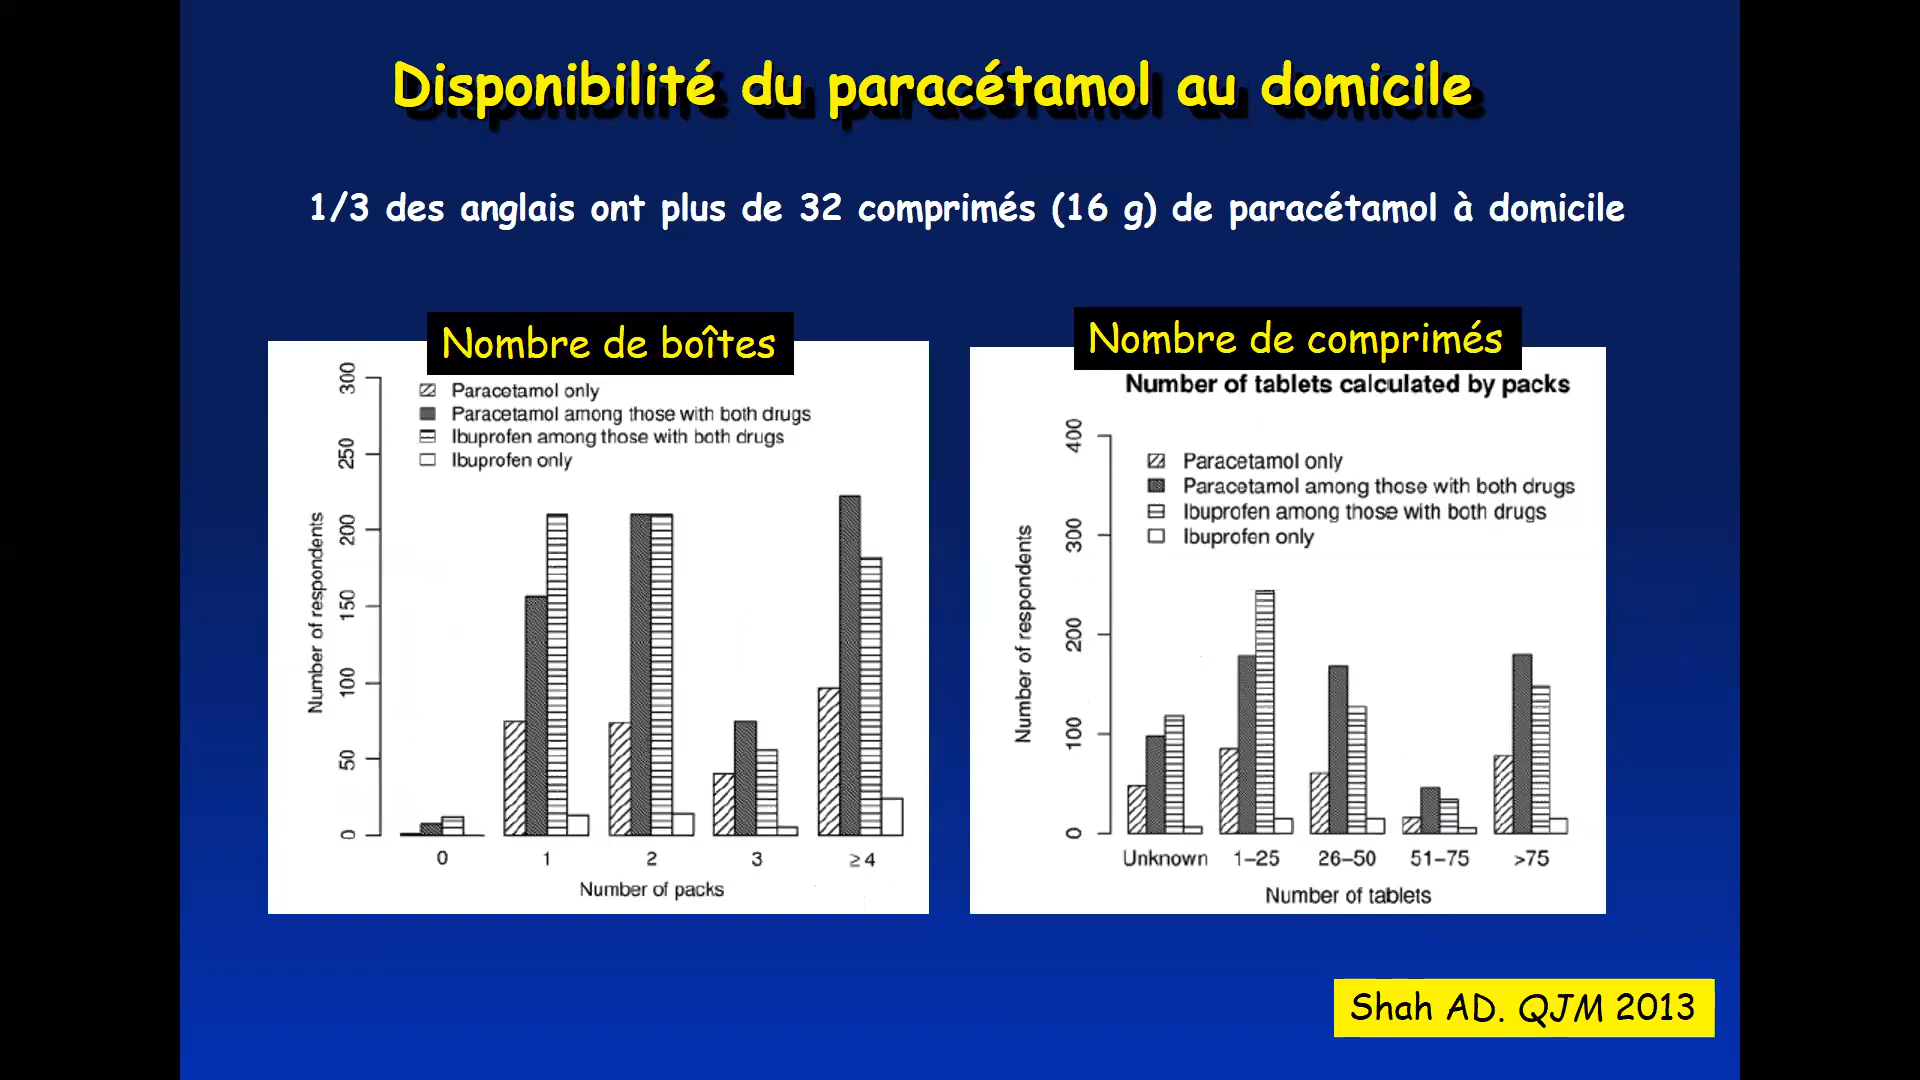 Disponibilité du paracétamol au domicile
1/3 des anglais ont plus de 32 comprimés (16 g) de paracétamol à domicile
Nombre de boîtes
Paracetamol only
Paracetamol among those with both drugs
Ibuprofen among those with both drugs
Ibuprofen only
Number of respondents
300
250
200
150
100
50
0
0 1 2 3 ≥4
Number of packs
Nombre de comprimés
Number of tablets calculated by packs
Paracetamol only
Paracetamol among those with both drugs
Ibuprofen among those with both drugs
Ibuprofen only
Number of respondents
400
300
200
100
0
Unknown 1–25 26–50 51–75 >75
Number of tablets
Shah AD. QJM 2013